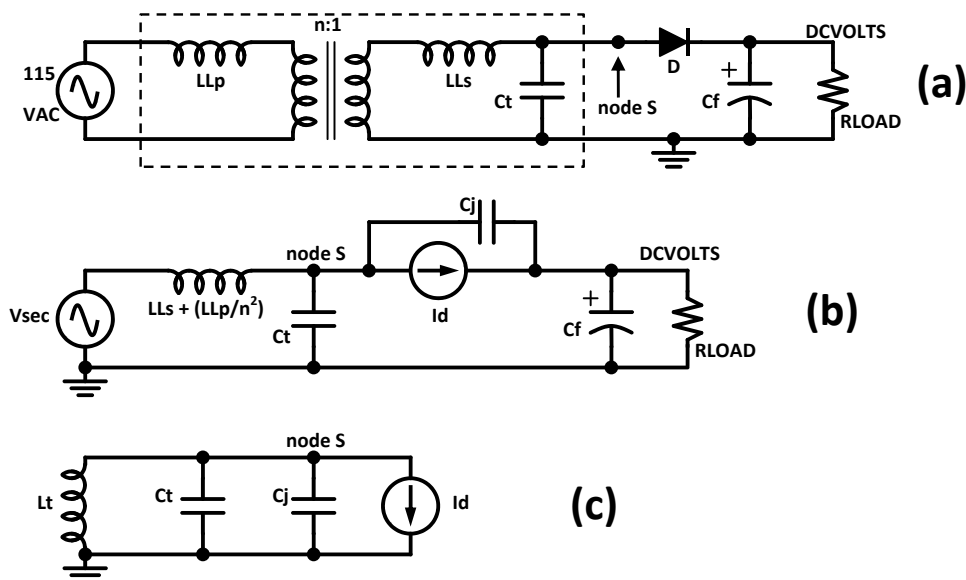 n:1
DCVOLTS
115
VAC
LLp
LLs
Ct
D
node S
+
Cf
RLOAD
(a)
Cj
node S
DCVOLTS
Vsec
LLs + (LLp/n²)
Ct
Id
+
Cf
RLOAD
(b)
node S
Lt
Ct
Cj
Id
(c)